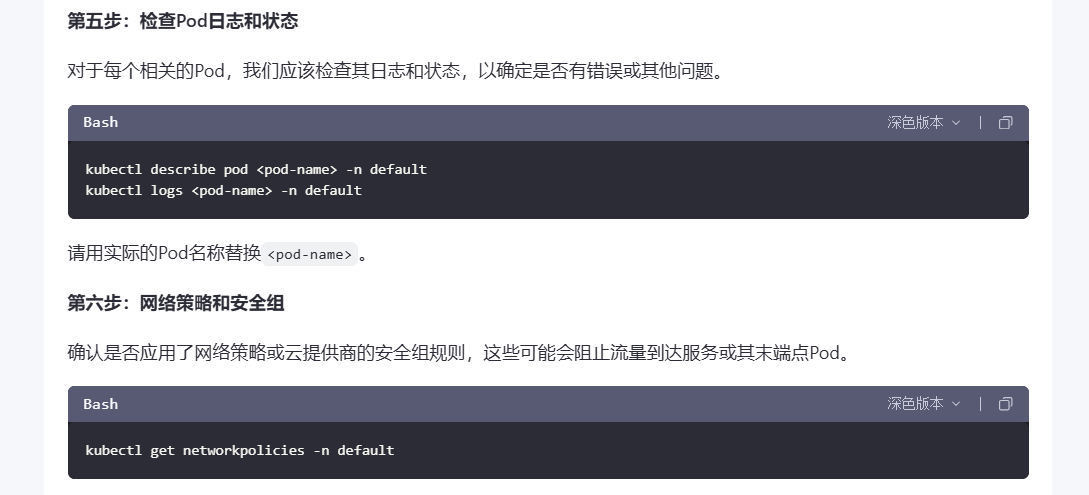 第五步：检查Pod日志和状态
对于每个相关的Pod，我们应该检查其日志和状态，以确定是否有错误或其他问题。
Bash 深色版本
kubectl describe pod <pod-name> -n default
kubectl logs <pod-name> -n default
请用实际的Pod名称替换<pod-name>。
第六步：网络策略和安全组
确认是否应用了网络策略或云提供商的安全组规则，这些可能会阻止流量到达服务或其末端点Pod。
Bash 深色版本
kubectl get networkpolicies -n default